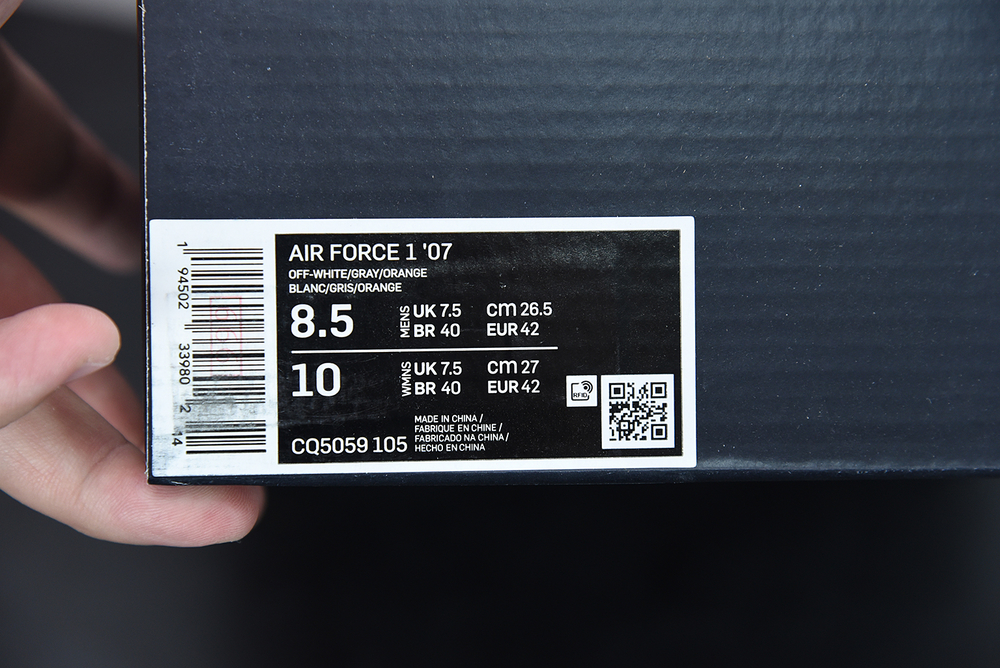 AIR FORCE 1 '07
OFF-WHITE/GRAY/ORANGE
BLANC/GRIS/ORANGE
8.5
MENS
UK 7.5
cm 26.5
BR 40
EUR 42
10
WMNS
UK 7.5
cm 27
BR 40
EUR 42
RFID
CQ5059 105
MADE IN CHINA /
FABRIQUE EN CHINE /
FABRICADO NA CHINA /
HECHO EN CHINA
1 94502 33980 2 14